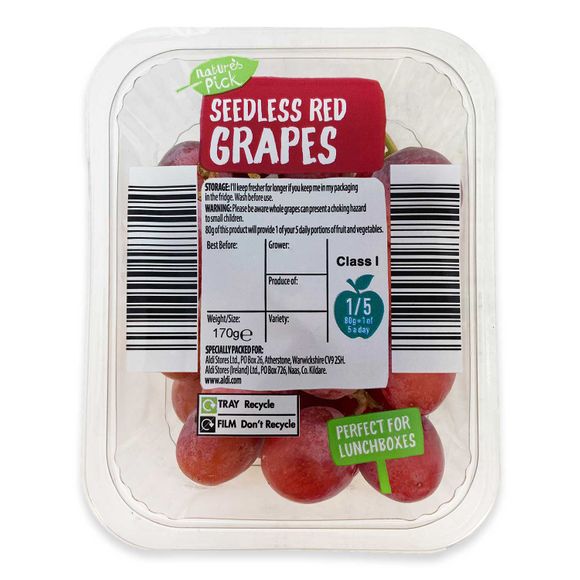 nature's
pick
SEEDLESS RED
GRAPES
STORAGE: I'll keep fresher for longer if you keep me in my packaging
in the fridge. Wash before use.
WARNING: Please be aware whole grapes can present a choking hazard
to small children.
80g of this product will provide 1 of your 5 daily portions of fruit and vegetables.
Best Before:
Grower:
Class I
Produce of:
1/5
80g = 1 of
5 a day
Weight/Size:
170g℮
Variety:
SPECIALLY PACKED FOR:
Aldi Stores Ltd., PO Box 26, Atherstone, Warwickshire CV9 2SH.
Aldi Stores (Ireland) Ltd., PO Box 726, Naas, Co. Kildare.
www.aldi.com
TRAY Recycle
FILM Don't Recycle
PERFECT FOR
LUNCHBOXES